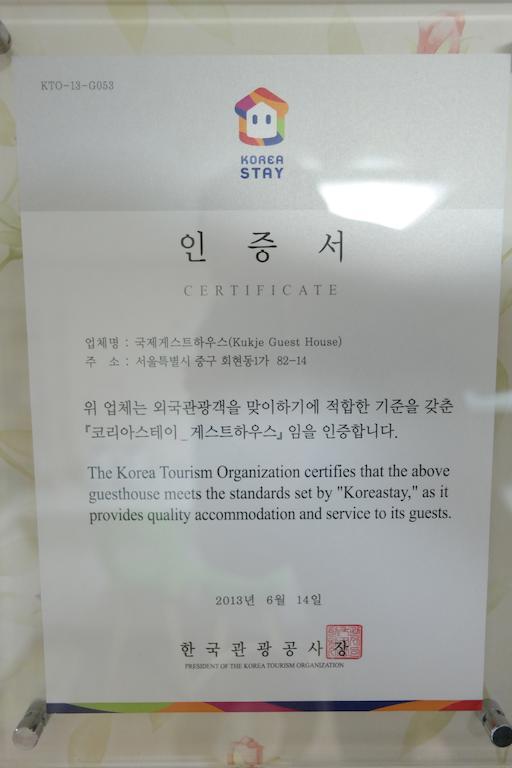 KTO-13-G053
KOREA
STAY
인 증 서
CERTIFICATE
업체명 : 국제게스트하우스(Kukje Guest House)
주 소 : 서울특별시 중구 회현동1가 82-14
위 업체는 외국관광객을 맞이하기에 적합한 기준을 갖춘
『코리아스테이_게스트하우스』임을 인증합니다.
The Korea Tourism Organization certifies that the above
guesthouse meets the standards set by "Koreastay," as it
provides quality accommodation and service to its guests.
2013년 6월 14일
한국관광공사장
PRESIDENT OF THE KOREA TOURISM ORGANIZATION